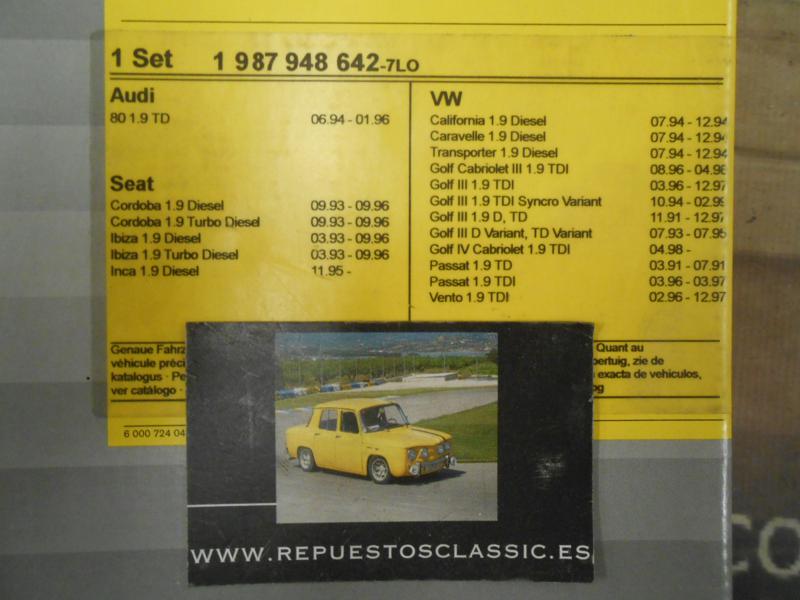 1 Set 1 987 948 642-7LO
Audi
80 1.9 TD 06.94 - 01.96
Seat
Cordoba 1.9 Diesel 09.93 - 09.96
Cordoba 1.9 Turbo Diesel 09.93 - 09.96
Ibiza 1.9 Diesel 03.93 - 09.96
Ibiza 1.9 Turbo Diesel 03.93 - 09.96
Inca 1.9 Diesel 11.95 -
VW
California 1.9 Diesel 07.94 - 12.94
Caravelle 1.9 Diesel 07.94 - 12.94
Transporter 1.9 Diesel 07.94 - 12.94
Golf Cabriolet III 1.9 TDI 08.96 - 04.98
Golf III 1.9 TDI 03.96 - 12.97
Golf III 1.9 TDI Syncro Variant 10.94 - 02.99
Golf III 1.9 D, TD 11.91 - 12.97
Golf III D Variant, TD Variant 07.93 - 07.95
Golf IV Cabriolet 1.9 TDI 04.98 -
Passat 1.9 TD 03.91 - 07.91
Passat 1.9 TDI 03.96 - 03.97
Vento 1.9 TDI 02.96 - 12.97
Genaue Fahrz Quant au
véhicule préci pertuig, zie de
katalogus · Pe exacta de vehiculos,
ver catálogo · og
6 000 724 04
WWW.REPUESTOSCLASSIC.ES
CO